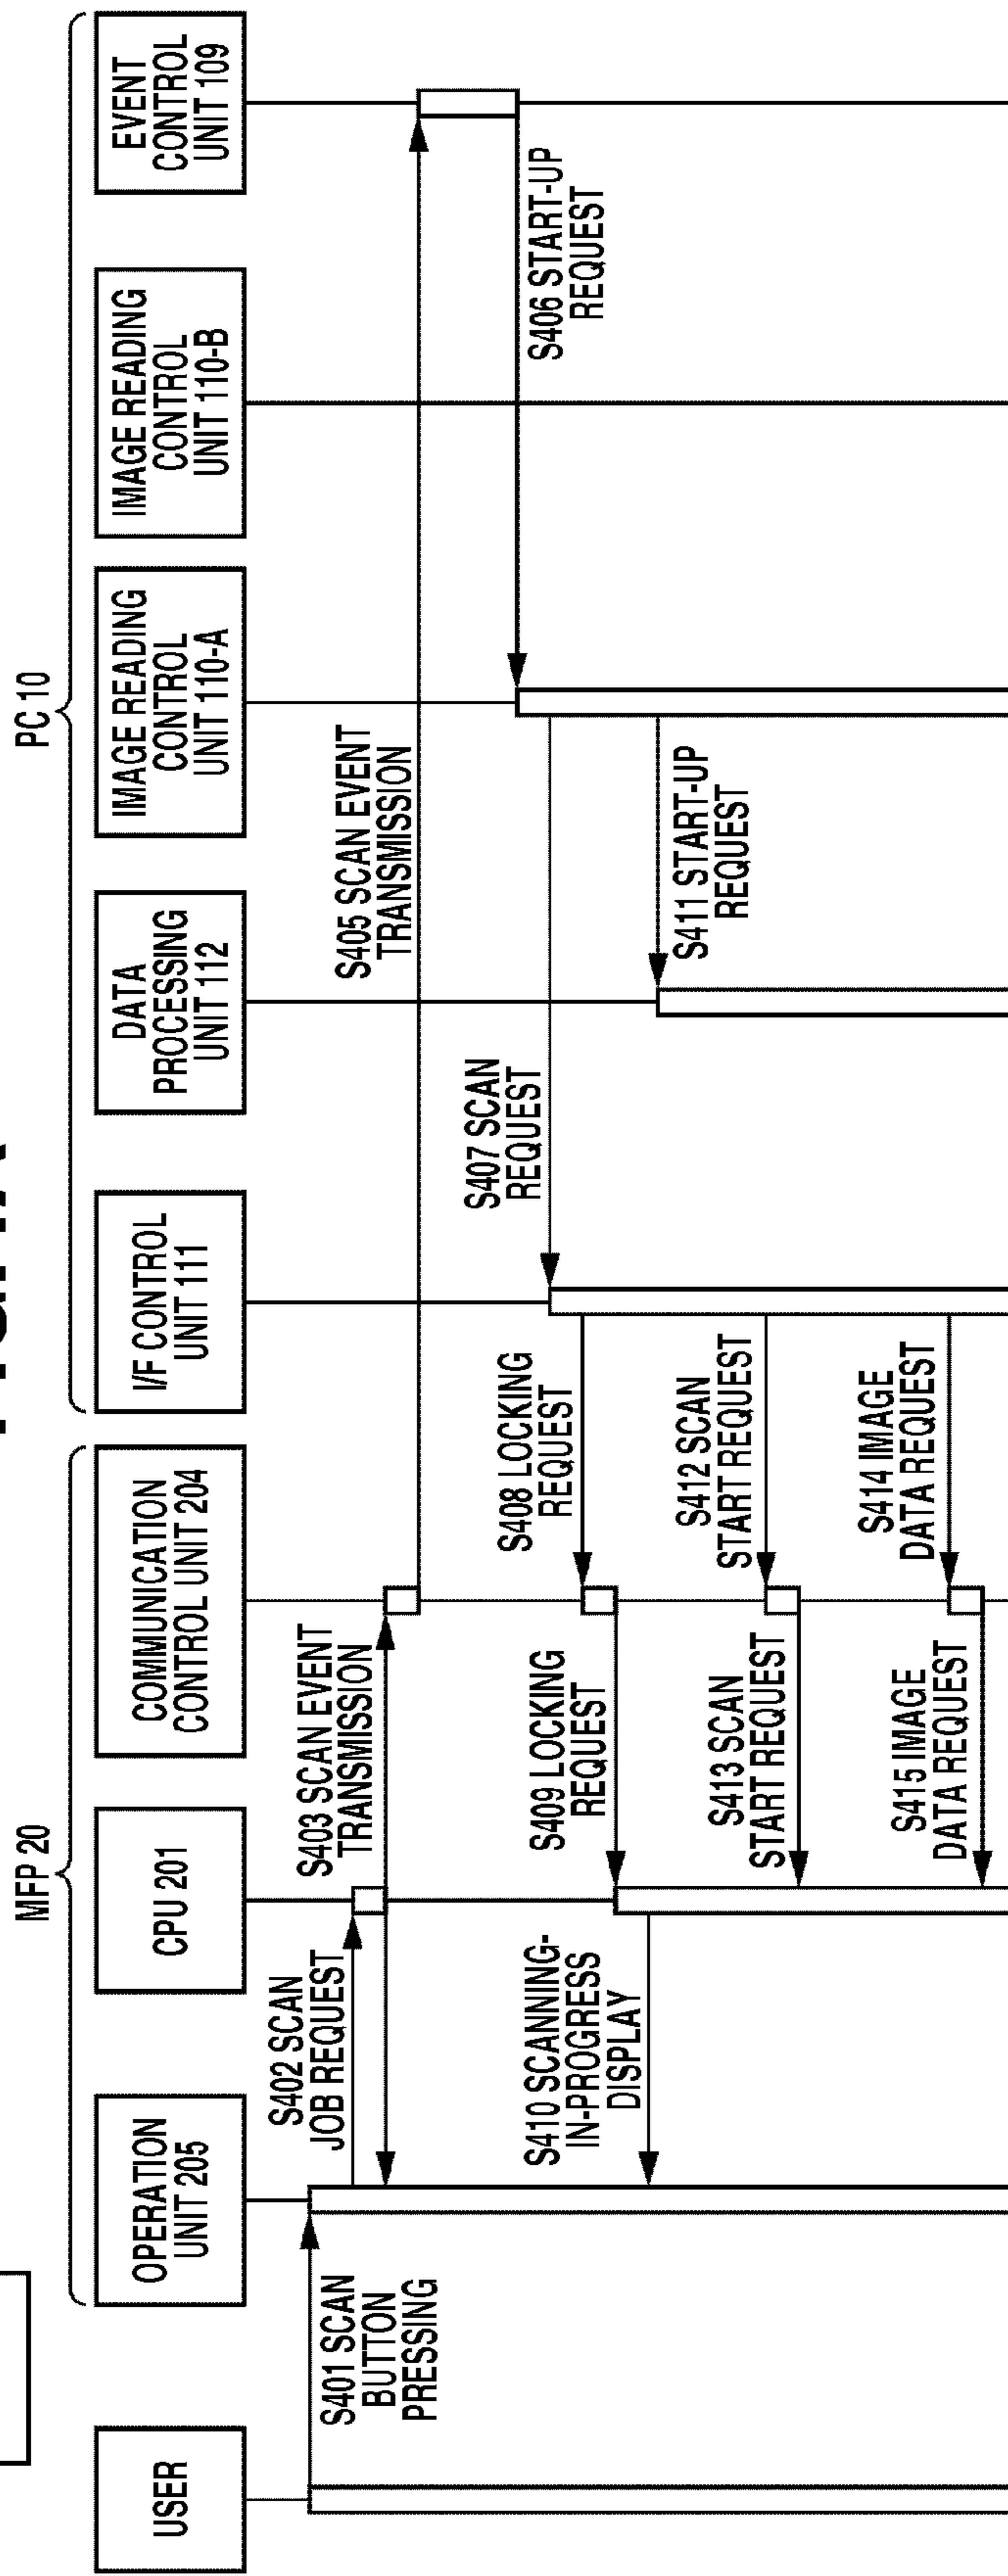 MFP 20
PC 10
USER
OPERATION
UNIT 205
CPU 201
COMMUNICATION
CONTROL UNIT 204
I/F CONTROL
UNIT 111
DATA
PROCESSING
UNIT 112
IMAGE READING
CONTROL
UNIT 110-A
IMAGE READING
CONTROL
UNIT 110-B
EVENT
CONTROL
UNIT 109
S401 SCAN
BUTTON
PRESSING
S402 SCAN
JOB REQUEST
S403 SCAN EVENT
TRANSMISSION
S405 SCAN EVENT
TRANSMISSION
S406 START-UP
REQUEST
S407 SCAN
REQUEST
S408 LOCKING
REQUEST
S409 LOCKING
REQUEST
S410 SCANNING-
IN-PROGRESS
DISPLAY
S411 START-UP
REQUEST
S412 SCAN
START REQUEST
S413 SCAN
START REQUEST
S414 IMAGE
DATA REQUEST
S415 IMAGE
DATA REQUEST